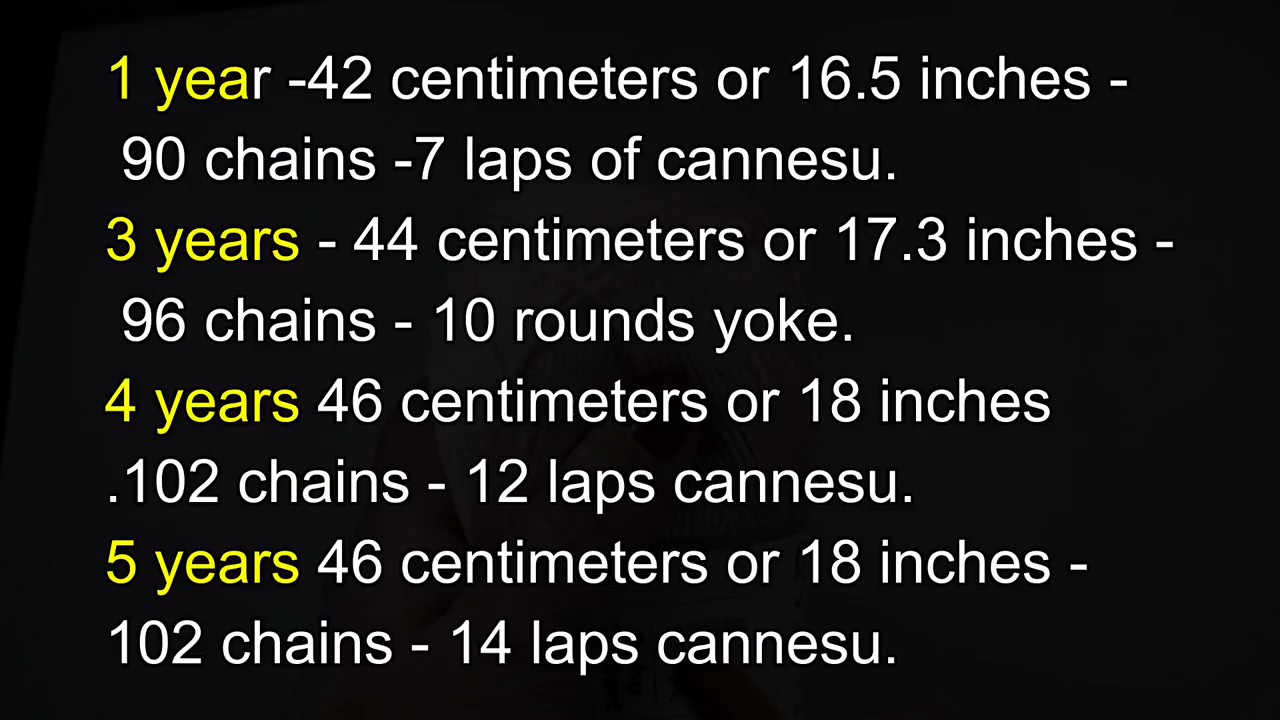 1 year -42 centimeters or 16.5 inches -
90 chains -7 laps of cannesu.
3 years - 44 centimeters or 17.3 inches -
96 chains - 10 rounds yoke.
4 years 46 centimeters or 18 inches
.102 chains - 12 laps cannesu.
5 years 46 centimeters or 18 inches -
102 chains - 14 laps cannesu.